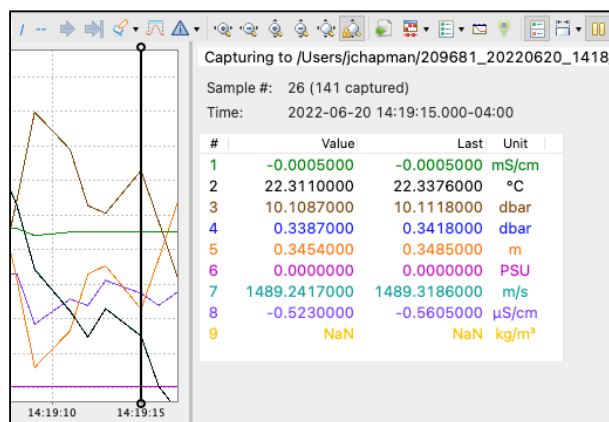 Capturing to /Users/jchapman/209681_20220620_1418
Sample #: 26 (141 captured)
Time: 2022-06-20 14:19:15.000-04:00
# Value Last Unit
1 -0.0005000 -0.0005000 mS/cm
2 22.3110000 22.3376000 °C
3 10.1087000 10.1118000 dbar
4 0.3387000 0.3418000 dbar
5 0.3454000 0.3485000 m
6 0.0000000 0.0000000 PSU
7 1489.2417000 1489.3186000 m/s
8 -0.5230000 -0.5605000 µS/cm
9 NaN NaN kg/m³
14:19:10 14:19:15